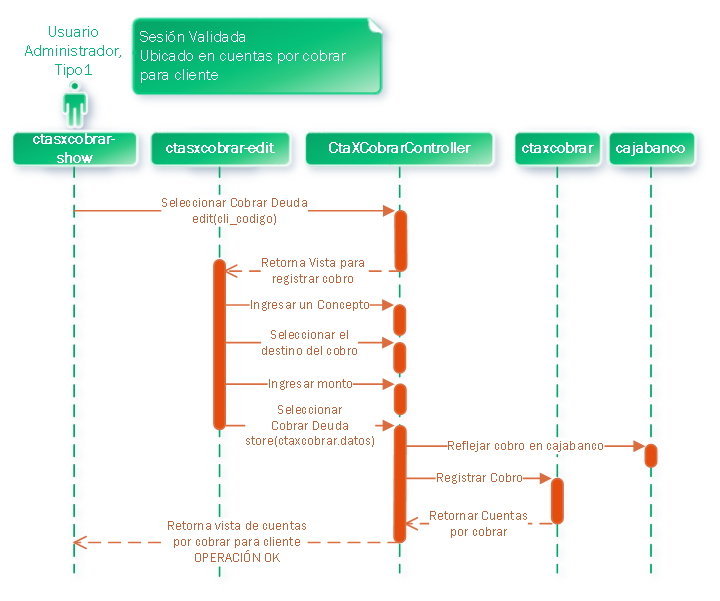 Usuario
Administrador,
Tipo1
Sesión Validada
Ubicado en cuentas por cobrar
para cliente
ctasxcobrar-
show
ctasxcobrar-edit
CtaXCobrarController
ctaxcobrar
cajabanco
Seleccionar Cobrar Deuda
edit(cli_codigo)
Retorna Vista para
registrar cobro
Ingresar un Concepto
Seleccionar el
destino del cobro
Ingresar monto
Seleccionar
Cobrar Deuda
store(ctaxcobrar.datos)
Reflejar cobro en cajabanco
Registrar Cobro
Retornar Cuentas
por cobrar
Retorna vista de cuentas
por cobrar para cliente
OPERACIÓN OK